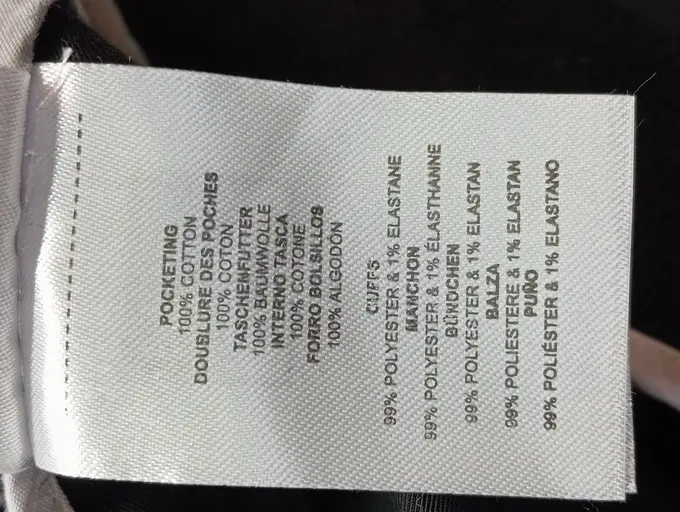 POCKETING
100% COTTON
DOUBLURE DES POCHES
100% COTON
TASCHENFUTTER
100% BAUMWOLLE
INTERNO TASCA
100% COTONE
FORRO BOLSILLOS
100% ALGODÓN
CUFFS
99% POLYESTER & 1% ELASTANE
MANCHON
99% POLYESTER & 1% ÉLASTHANNE
BÜNDCHEN
99% POLYESTER & 1% ELASTAN
BALZA
99% POLIESTERE & 1% ELASTAN
PUÑO
99% POLIÉSTER & 1% ELASTANO